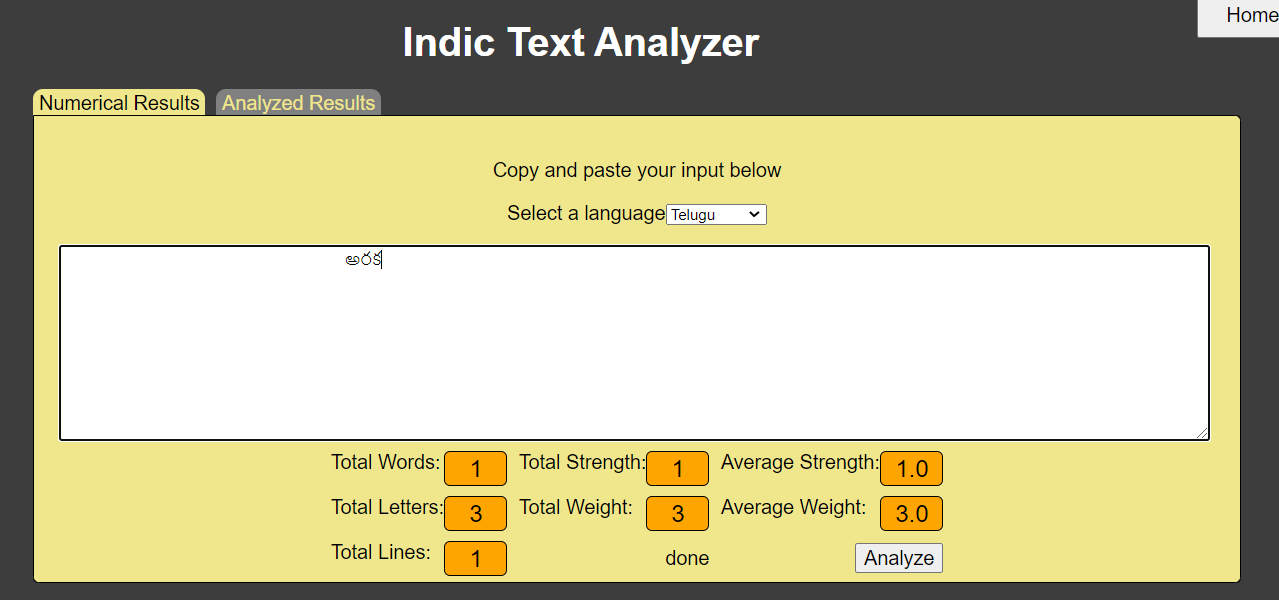 Home
Indic Text Analyzer
Numerical Results Analyzed Results
Copy and paste your input below
Select a language Telugu
అరక
Total Words: 1 Total Strength: 1 Average Strength: 1.0
Total Letters: 3 Total Weight: 3 Average Weight: 3.0
Total Lines: 1 done Analyze